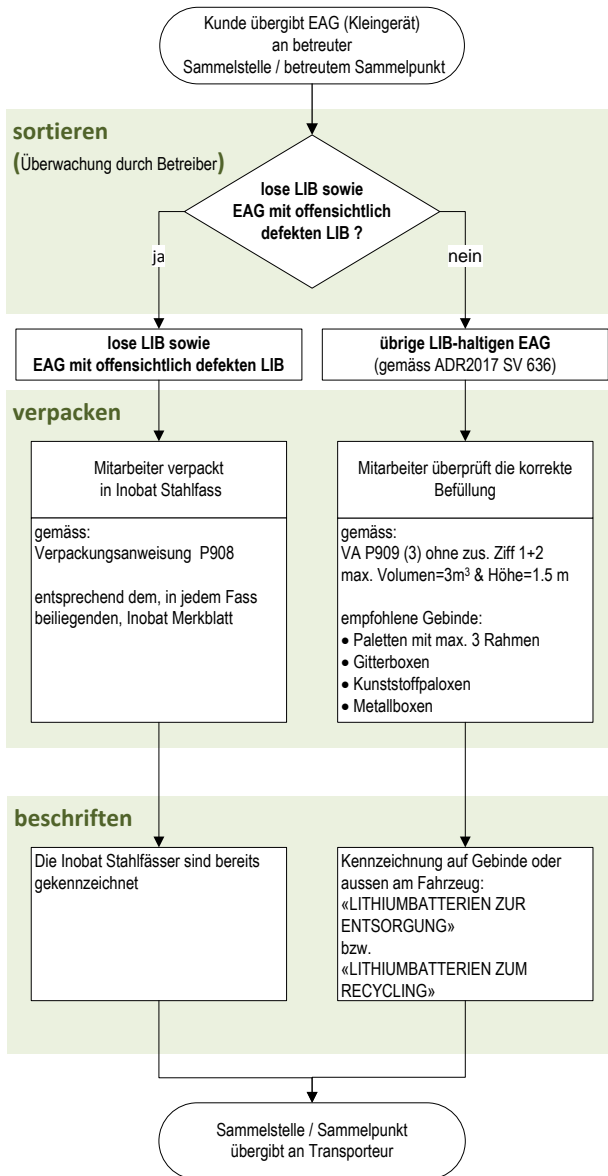 Kunde übergibt EAG (Kleingerät)
an betreuter
Sammelstelle / betreutem Sammelpunkt
sortieren
(Überwachung durch Betreiber)
lose LIB sowie
EAG mit offensichtlich
defekten LIB ?
ja
nein
lose LIB sowie
EAG mit offensichtlich defekten LIB
übrige LIB-haltigen EAG
(gemäss ADR2017 SV 636)
verpacken
Mitarbeiter verpackt
in Inobat Stahlfass
gemäss:
Verpackungsanweisung P908
entsprechend dem, in jedem Fass
beiliegenden, Inobat Merkblatt
Mitarbeiter überprüft die korrekte
Befüllung
gemäss:
VA P909 (3) ohne zus. Ziff 1+2
max. Volumen=3m³ & Höhe=1.5 m
empfohlene Gebinde:
● Paletten mit max. 3 Rahmen
● Gitterboxen
● Kunststoffpaloxen
● Metallboxen
beschriften
Die Inobat Stahlfässer sind bereits
gekennzeichnet
Kennzeichnung auf Gebinde oder
aussen am Fahrzeug:
«LITHIUMBATTERIEN ZUR
ENTSORGUNG»
bzw.
«LITHIUMBATTERIEN ZUM
RECYCLING»
Sammelstelle / Sammelpunkt
übergibt an Transporteur